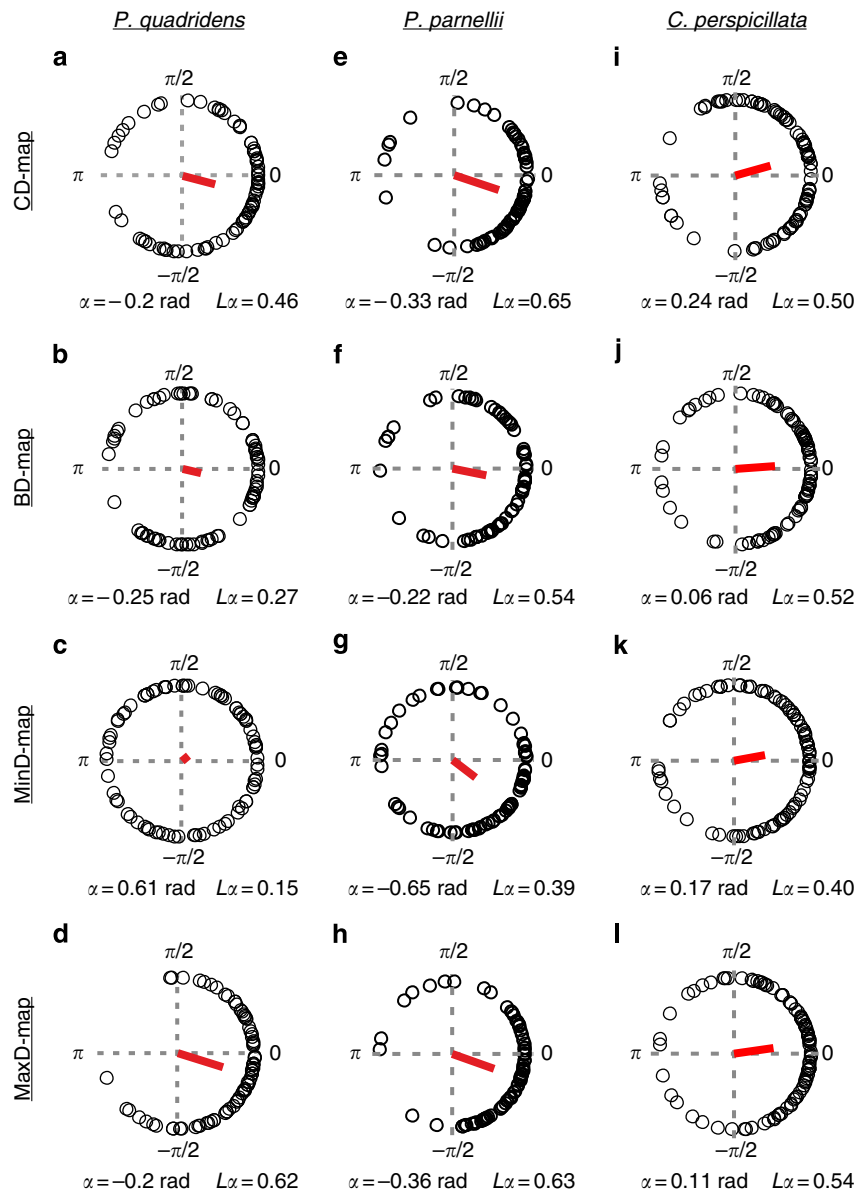 P. quadridens P. parnellii C. perspicillata
a e i
π/2 π/2 π/2
CD-map π 0 π 0 π 0
−π/2 −π/2 −π/2
α=−0.2 rad Lα=0.46 α=−0.33 rad Lα=0.65 α=0.24 rad Lα=0.50
b f j
π/2 π/2 π/2
BD-map π 0 π 0 π 0
−π/2 −π/2 −π/2
α=−0.25 rad Lα=0.27 α=−0.22 rad Lα=0.54 α=0.06 rad Lα=0.52
c g k
π/2 π/2 π/2
MinD-map π 0 π 0 π 0
−π/2 −π/2 −π/2
α=0.61 rad Lα=0.15 α=−0.65 rad Lα=0.39 α=0.17 rad Lα=0.40
d h l
π/2 π/2 π/2
MaxD-map π 0 π 0 π 0
−π/2 −π/2 −π/2
α=−0.2 rad Lα=0.62 α=−0.36 rad Lα=0.63 α=0.11 rad Lα=0.54